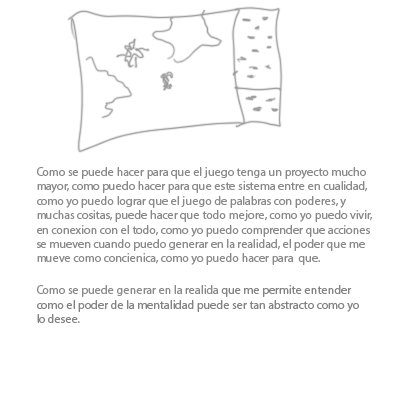 Como se puede hacer para que el juego tenga un proyecto mucho
mayor, como puedo hacer para que este sistema entre en cualidad,
como yo puedo lograr que el juego de palabras con poderes, y
muchas cositas, puede hacer que todo mejore, como yo puedo vivir,
en conexion con el todo, como yo puedo comprender que acciones
se mueven cuando puedo generar en la realidad, el poder que me
mueve como concienica, como yo puedo hacer para  que.
Como se puede generar en la realida que me permite entender
como el poder de la mentalidad puede ser tan abstracto como yo
lo desee.